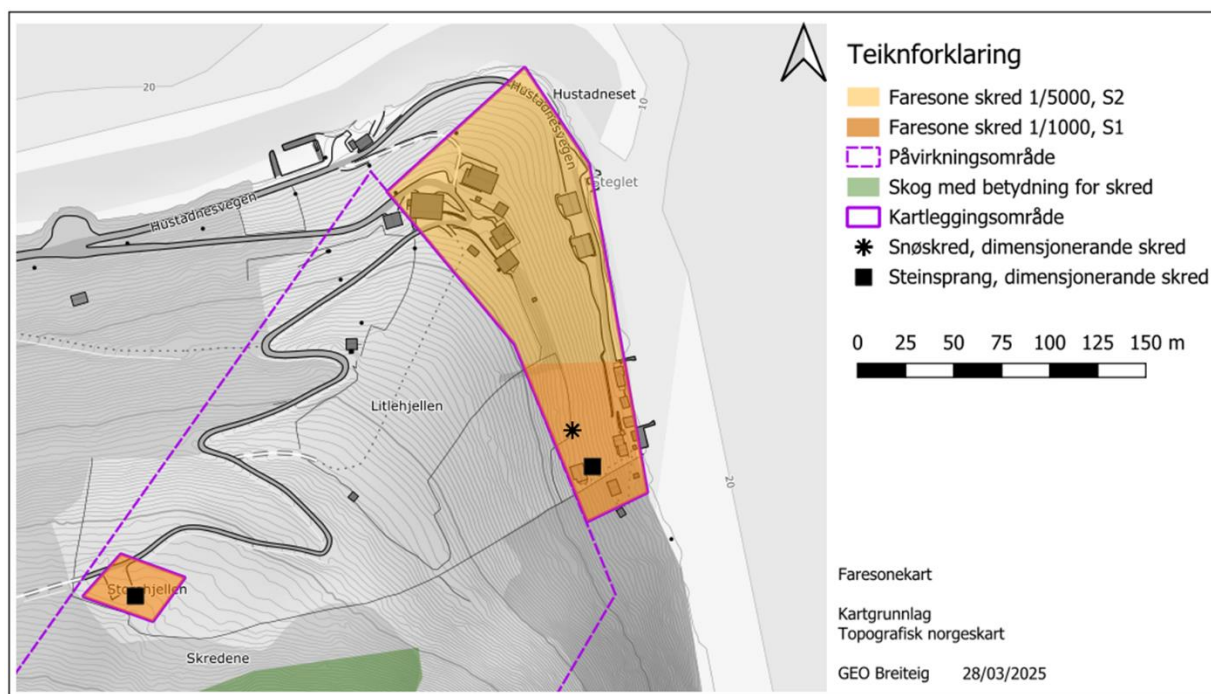 20
Hustadnesvegen
Hustadneset
10
Steglet
Hustadnesvegen
Litlehjellen
20
Storehjellen
Skredene
Teiknforklaring
Faresone skred 1/5000, S2
Faresone skred 1/1000, S1
Påvirkningsområde
Skog med betydning for skred
Kartleggingsområde
Snøskred, dimensjonerande skred
Steinsprang, dimensjonerande skred
0 25 50 75 100 125 150 m
Faresonekart
Kartgrunnlag
Topografisk norgeskart
GEO Breiteig 28/03/2025